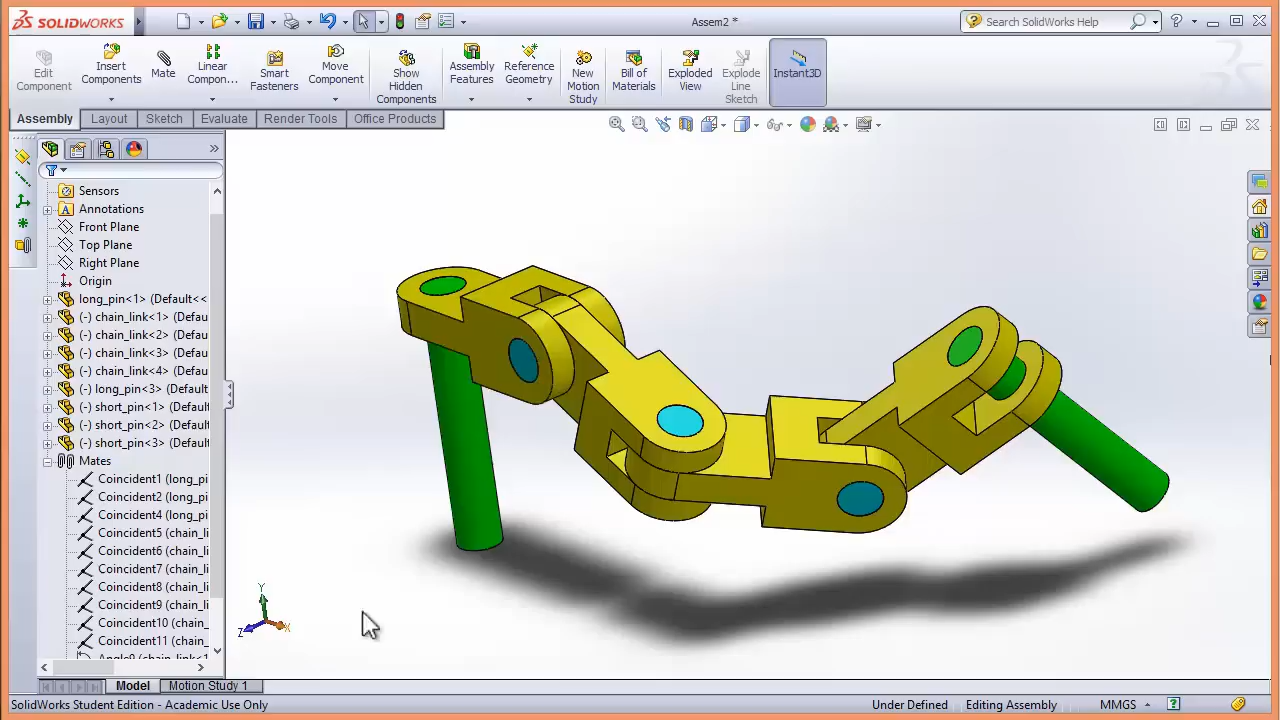 SOLIDWORKS
Assem2 *
Search SolidWorks Help
Edit Component
Insert Components
Mate
Linear Compon...
Smart Fasteners
Move Component
Show Hidden Components
Assembly Features
Reference Geometry
New Motion Study
Bill of Materials
Exploded View
Explode Line Sketch
Instant3D
Assembly
Layout
Sketch
Evaluate
Render Tools
Office Products
Sensors
Annotations
Front Plane
Top Plane
Right Plane
Origin
long_pin<1> (Default<<
(-) chain_link<1> (Defau
(-) chain_link<2> (Defau
(-) chain_link<3> (Defau
(-) chain_link<4> (Defau
(-) long_pin<3> (Default
(-) short_pin<1> (Default
(-) short_pin<2> (Default
(-) short_pin<3> (Default
Mates
Coincident1 (long_pi
Coincident2 (long_pi
Coincident4 (long_pi
Coincident5 (chain_li
Coincident6 (chain_li
Coincident7 (chain_li
Coincident8 (chain_li
Coincident9 (chain_li
Coincident10 (chain_
Coincident11 (chain_
Y
Z
X
Model
Motion Study 1
SolidWorks Student Edition - Academic Use Only
Under Defined
Editing Assembly
MMGS